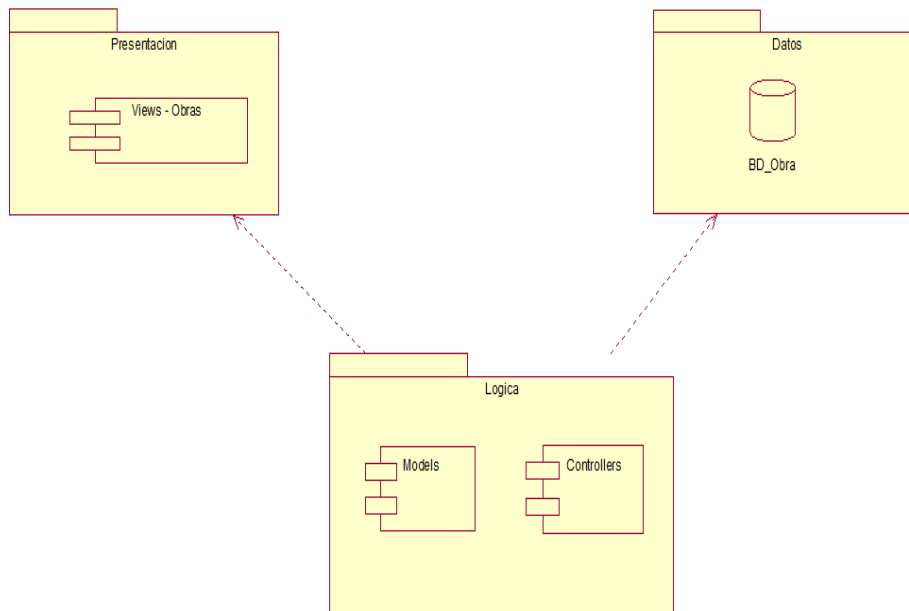 Presentacion
Views - Obras
Datos
BD_Obra
Logica
Models
Controllers